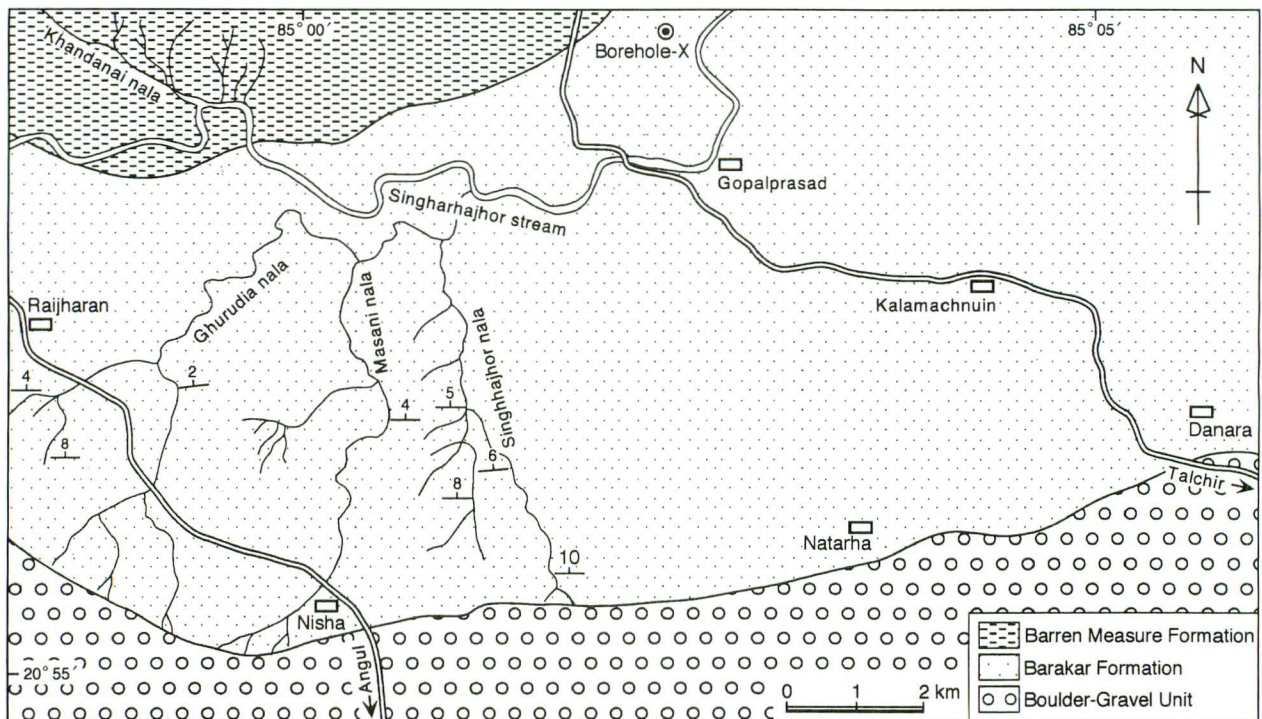 85° 00'
85° 05'
Khandanai nala
Borehole-X
N
Gopalprasad
Singharhajhor stream
Ghurudia nala
Masani nala
Singhhajhor nala
Kalamachnuin
Raijharan
4
2
4
5
8
6
8
10
Danara
Talchir
Natarha
Nisha
Angul
20° 55'
0 1 2 km
Barren Measure Formation
Barakar Formation
Boulder-Gravel Unit